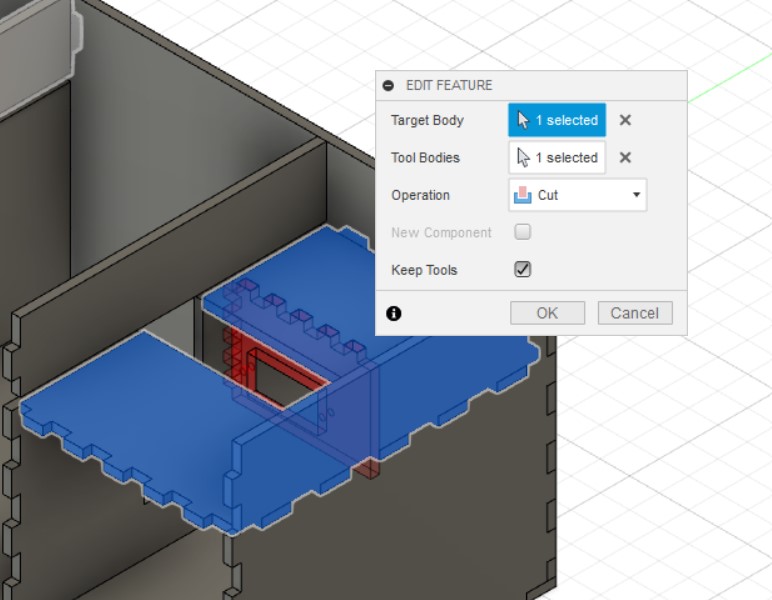 EDIT FEATURE
Target Body 1 selected
Tool Bodies 1 selected
Operation Cut
New Component
Keep Tools
OK Cancel